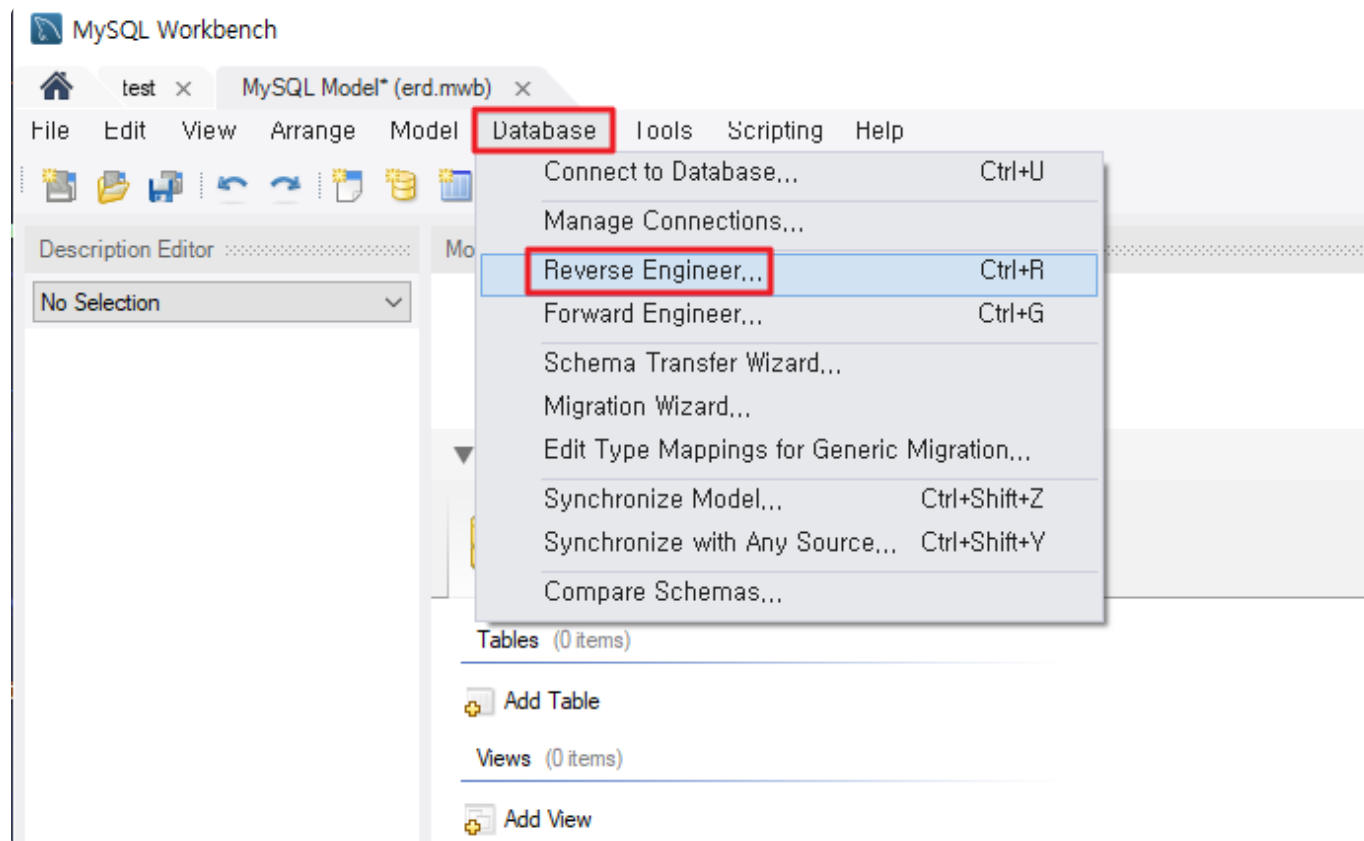 MySQL Workbench
test × MySQL Model* (erd.mwb) ×
File Edit View Arrange Model Database Tools Scripting Help
Connect to Database... Ctrl+U
Manage Connections...
Description Editor Mo
Reverse Engineer... Ctrl+R
No Selection
Forward Engineer... Ctrl+G
Schema Transfer Wizard...
Migration Wizard...
Edit Type Mappings for Generic Migration...
Synchronize Model... Ctrl+Shift+Z
Synchronize with Any Source... Ctrl+Shift+Y
Compare Schemas...
Tables (0 items)
Add Table
Views (0 items)
Add View